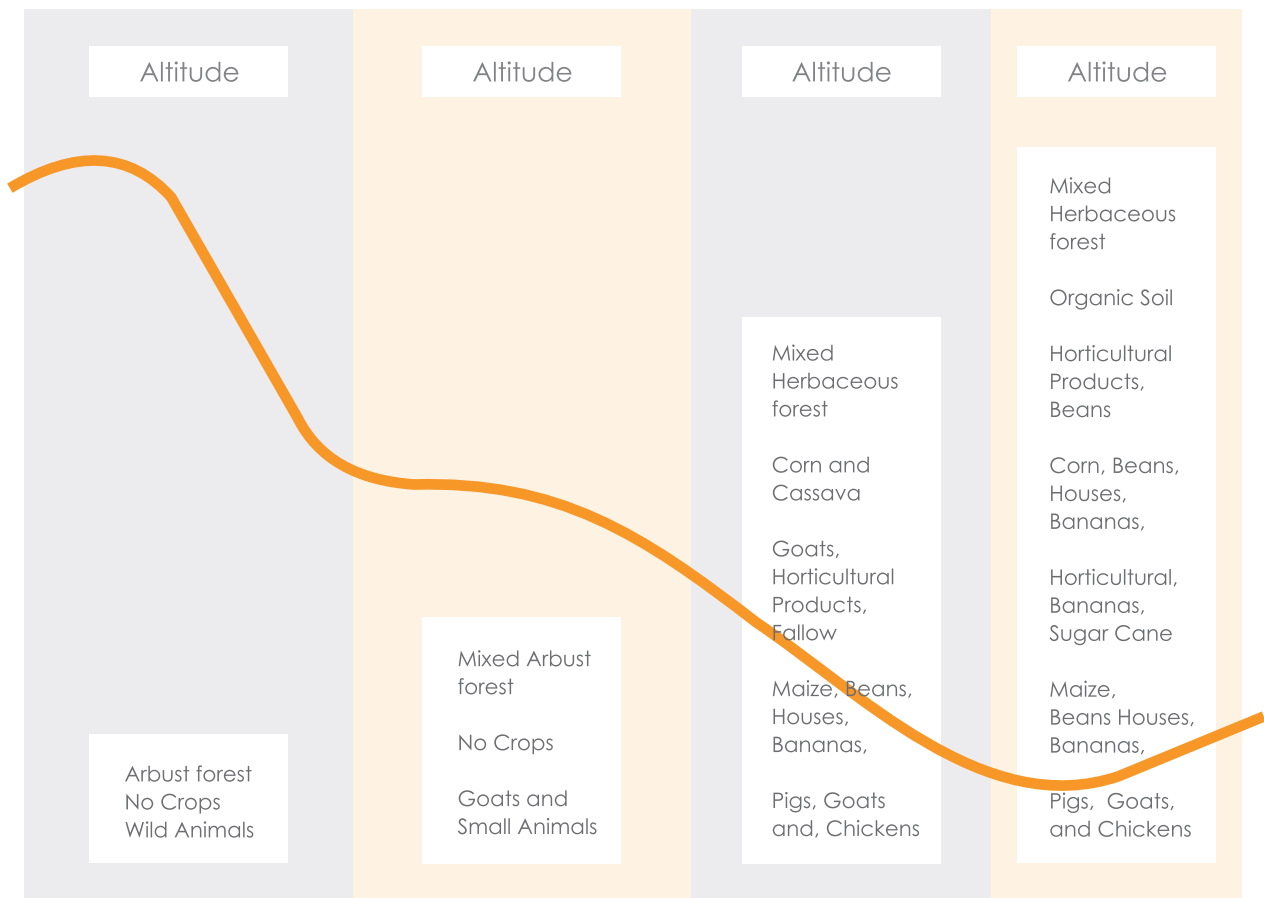 Altitude
Altitude
Altitude
Altitude
Arbust forest
No Crops
Wild Animals
Mixed Arbust
forest
No Crops
Goats and
Small Animals
Mixed
Herbaceous
forest
Corn and
Cassava
Goats,
Horticultural
Products,
Fallow
Maize, Beans,
Houses,
Bananas,
Pigs, Goats
and, Chickens
Mixed
Herbaceous
forest
Organic Soil
Horticultural
Products,
Beans
Corn, Beans,
Houses,
Bananas,
Horticultural,
Bananas,
Sugar Cane
Maize,
Beans Houses,
Bananas,
Pigs,  Goats,
and Chickens